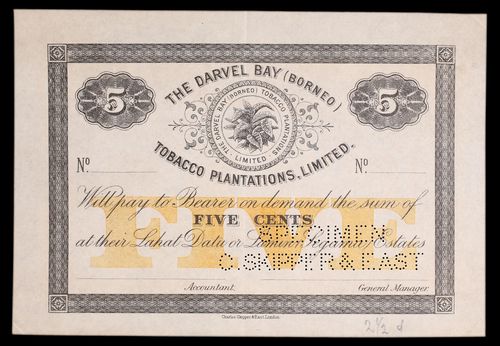 THE DARVEL BAY (BORNEO)
5
5
THE DARVEL BAY (BORNEO) TOBACCO PLANTATIONS
LIMITED
TOBACCO PLANTATIONS, LIMITED.
No
No
Will pay to Bearer on demand the sum of
FIVE
FIVE CENTS
SPECIMEN
at their Lahat Datu or Segama Estates
C. SKIPPER & EAST
Accountant.
General Manager.
Charles Skipper & East. London.
2 1/2 d